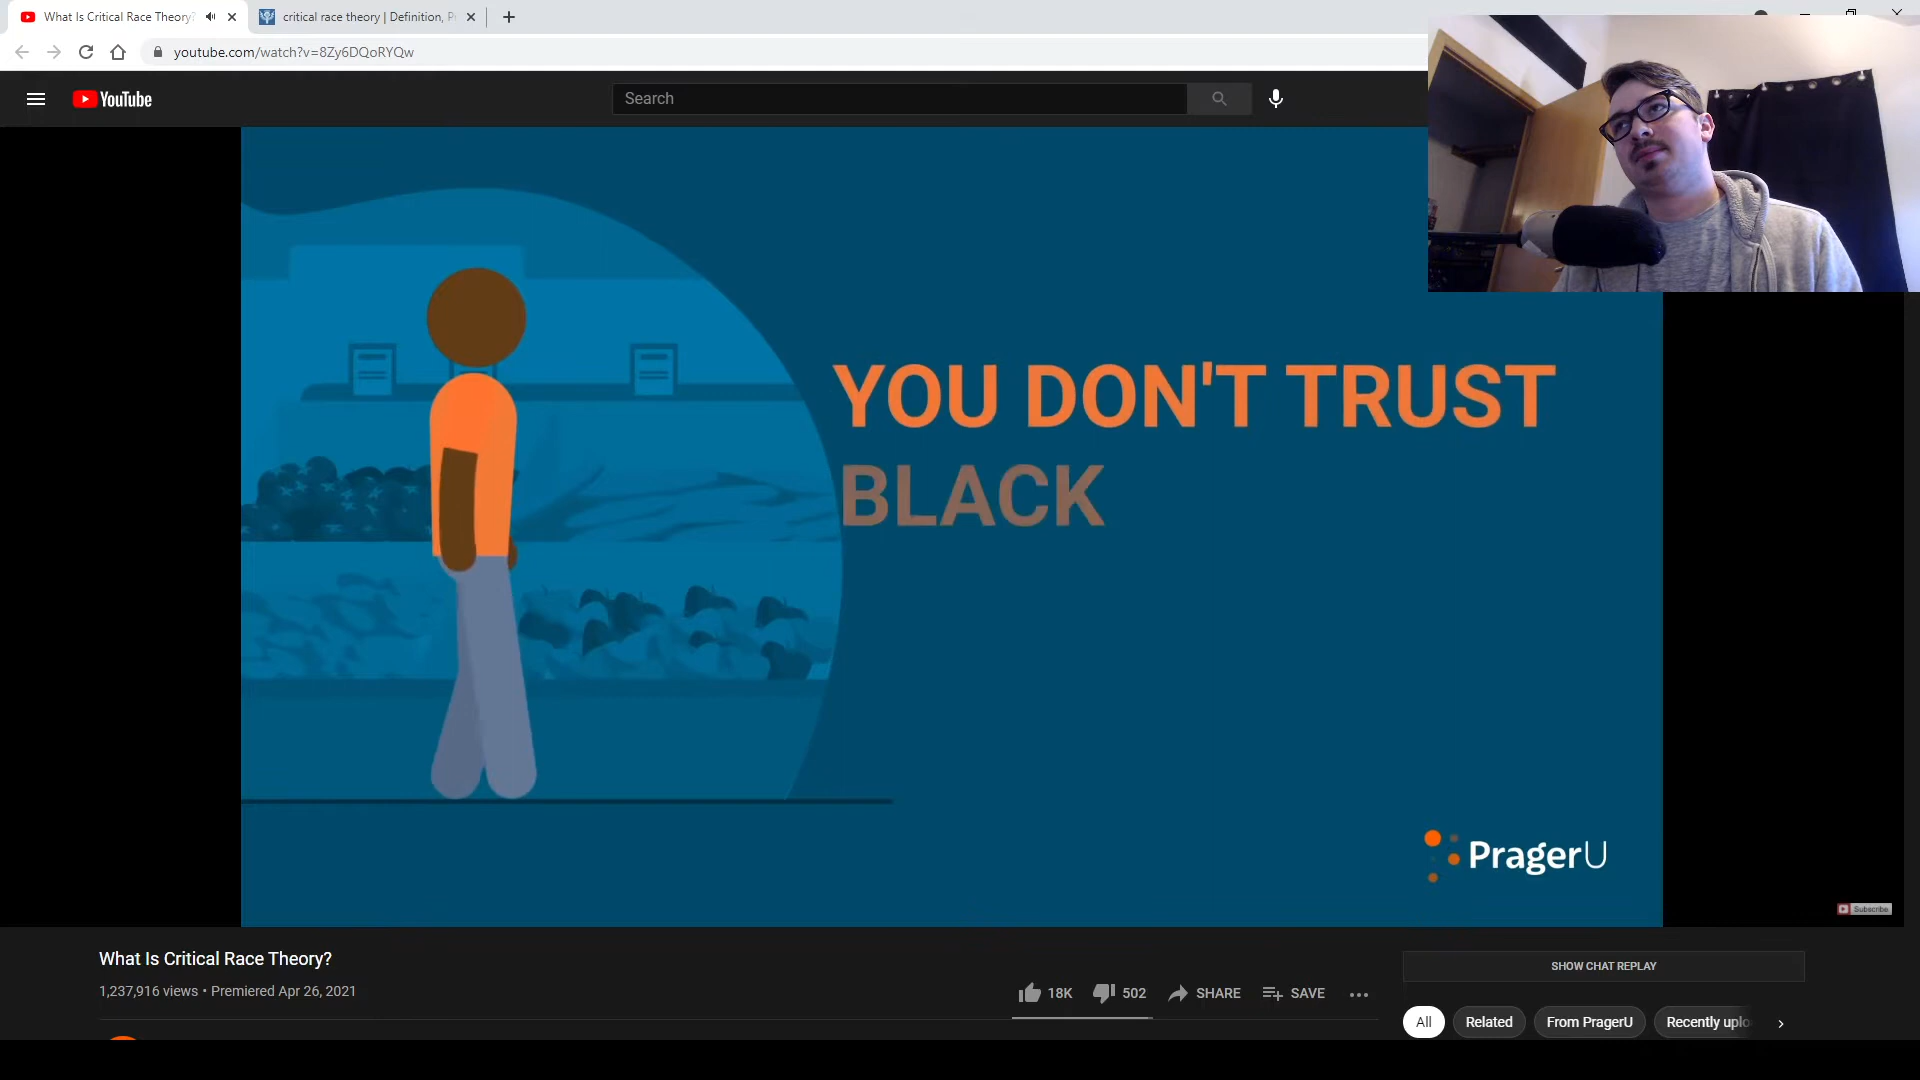 What Is Critical Race Theory?
critical race theory | Definition, P
youtube.com/watch?v=8Zy6DQoRYQw
YouTube
Search
YOU DON'T TRUST
BLACK
PragerU
Subscribe
What Is Critical Race Theory?
1,237,916 views • Premiered Apr 26, 2021
18K
502
SHARE
SAVE
SHOW CHAT REPLAY
All
Related
From PragerU
Recently uplo